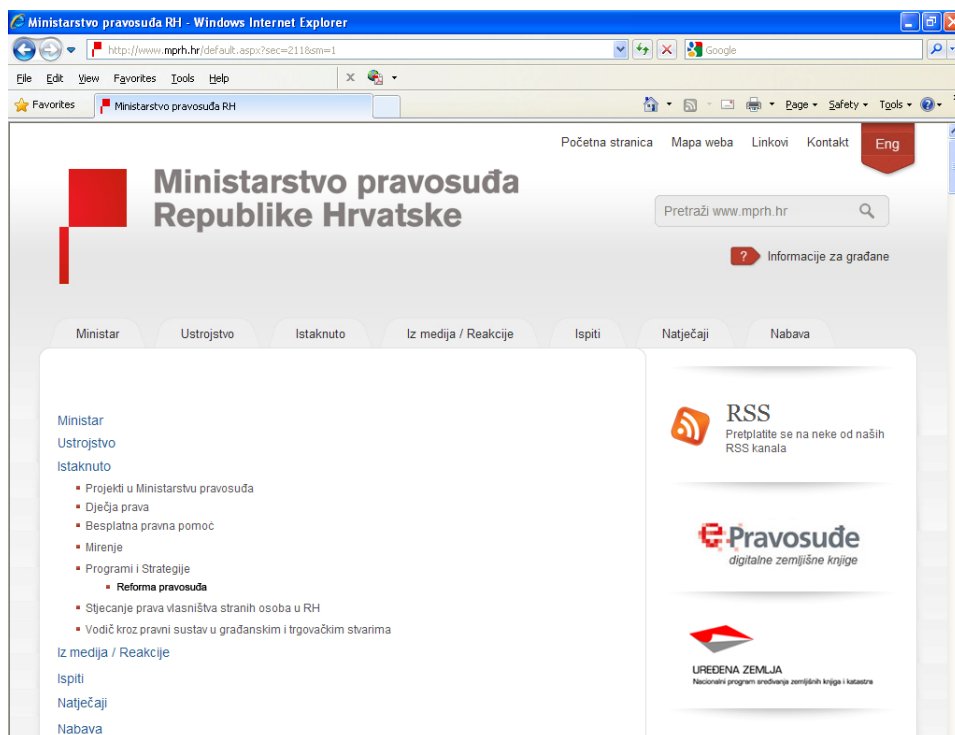 Ministarstvo pravosuđa RH - Windows Internet Explorer
http://www.mprh.hr/default.aspx?sec=211&sm=1
Google
File Edit View Favorites Tools Help
X
Favorites
Ministarstvo pravosuđa RH
Page Safety Tools
Početna stranica Mapa weba Linkovi Kontakt Eng
Ministarstvo pravosuđa
Republike Hrvatske
Pretraži www.mprh.hr
? Informacije za građane
Ministar Ustrojstvo Istaknuto Iz medija / Reakcije Ispiti Natječaji Nabava
Ministar
Ustrojstvo
Istaknuto
Projekti u Ministarstvu pravosuđa
Dječja prava
Besplatna pravna pomoć
Mirenje
Programi i Strategije
Reforma pravosuđa
Stjecanje prava vlasništva stranih osoba u RH
Vodič kroz pravni sustav u građanskim i trgovačkim stvarima
Iz medija / Reakcije
Ispiti
Natječaji
Nabava
RSS
Pretplatite se na neke od naših
RSS kanala
e-Pravosuđe
digitalne zemljišne knjige
UREĐENA ZEMLJA
Nacionalni program sređivanja zemljišnih knjiga i katastra